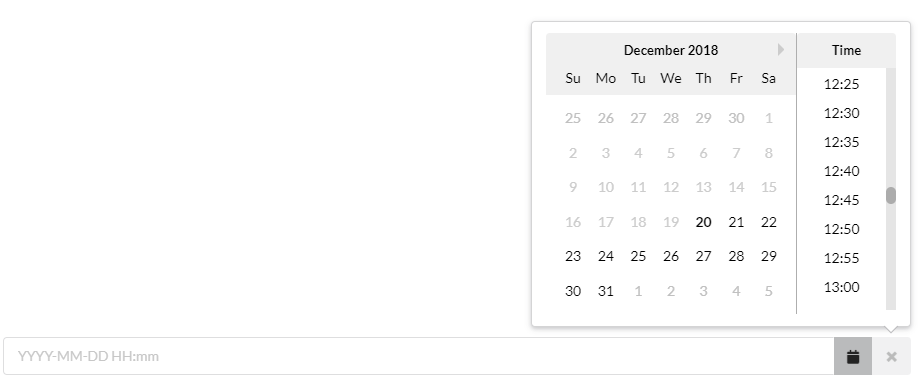 December 2018 Time
Su Mo Tu We Th Fr Sa
25 26 27 28 29 30 1
2 3 4 5 6 7 8
9 10 11 12 13 14 15
16 17 18 19 20 21 22
23 24 25 26 27 28 29
30 31 1 2 3 4 5
12:25
12:30
12:35
12:40
12:45
12:50
12:55
13:00
YYYY-MM-DD HH:mm